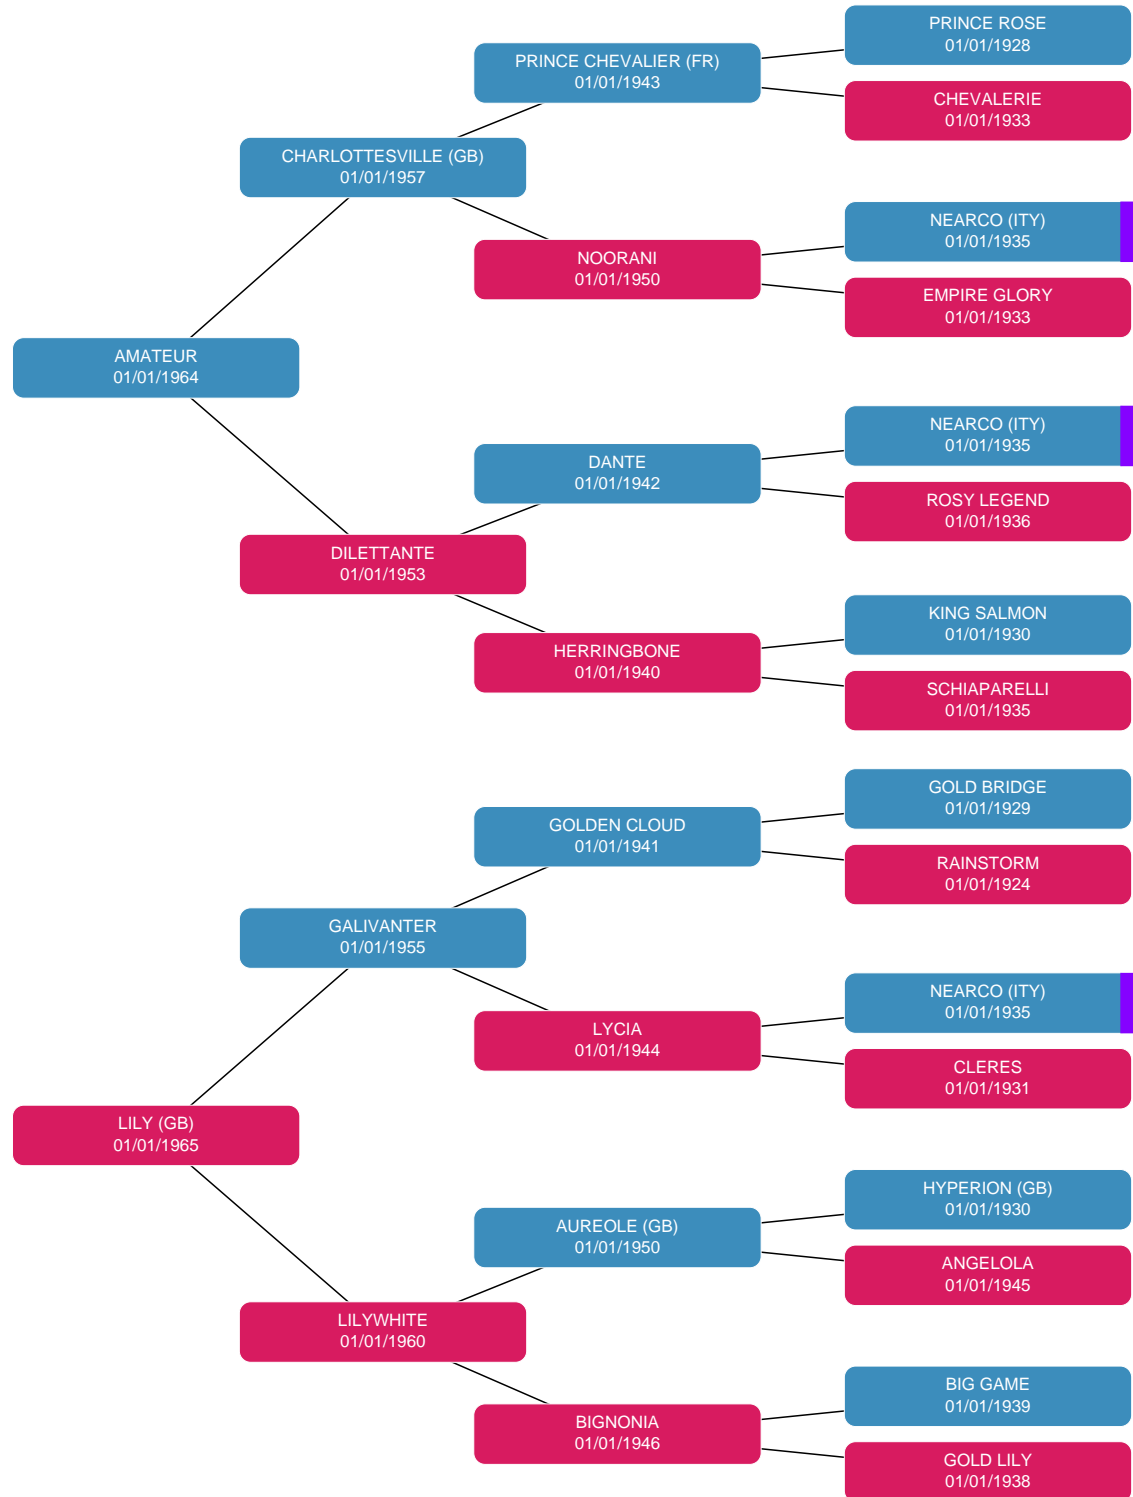 PRINCE ROSE
01/01/1928
PRINCE CHEVALIER (FR)
01/01/1943
CHEVALERIE
01/01/1933
CHARLOTTESVILLE (GB)
01/01/1957
NEARCO (ITY)
01/01/1935
NOORANI
01/01/1950
EMPIRE GLORY
01/01/1933
AMATEUR
01/01/1964
NEARCO (ITY)
01/01/1935
DANTE
01/01/1942
ROSY LEGEND
01/01/1936
DILETTANTE
01/01/1953
KING SALMON
01/01/1930
HERRINGBONE
01/01/1940
SCHIAPARELLI
01/01/1935
GOLD BRIDGE
01/01/1929
GOLDEN CLOUD
01/01/1941
RAINSTORM
01/01/1924
GALIVANTER
01/01/1955
NEARCO (ITY)
01/01/1935
LYCIA
01/01/1944
CLERES
01/01/1931
LILY (GB)
01/01/1965
HYPERION (GB)
01/01/1930
AUREOLE (GB)
01/01/1950
ANGELOLA
01/01/1945
LILYWHITE
01/01/1960
BIG GAME
01/01/1939
BIGNONIA
01/01/1946
GOLD LILY
01/01/1938